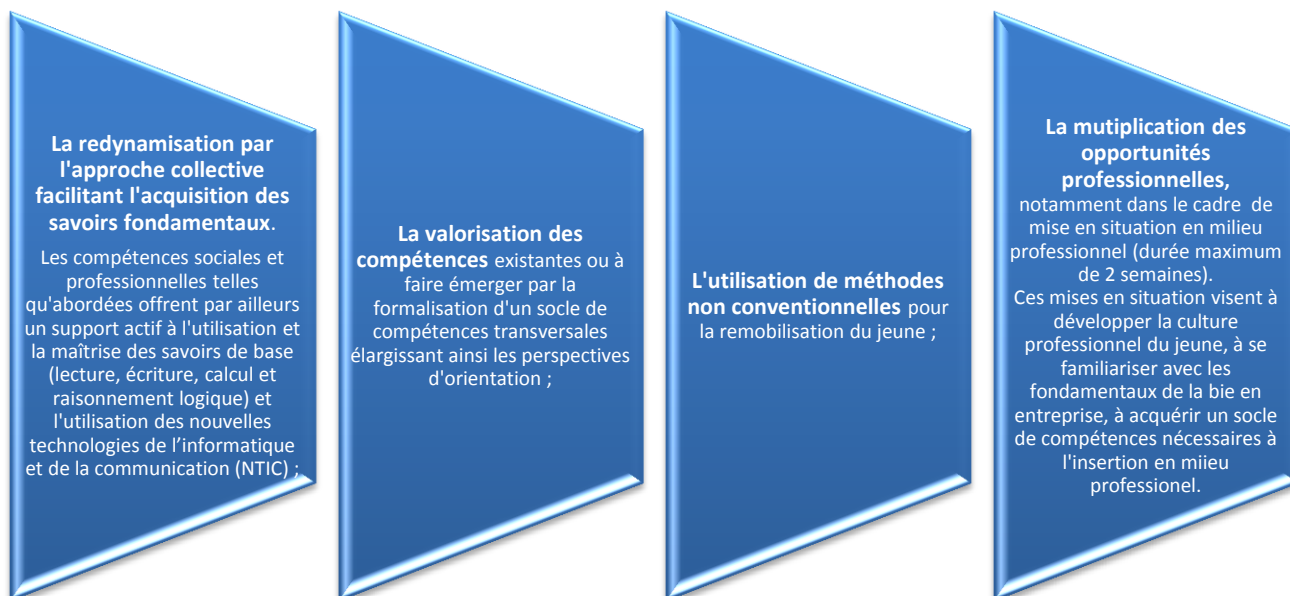 La redynamisation par
l'approche collective
facilitant l'acquisition des
savoirs fondamentaux.
Les compétences sociales et
professionnelles telles
qu'abordées offrent par ailleurs
un support actif à l'utilisation et
la maîtrise des savoirs de base
(lecture, écriture, calcul et
raisonnement logique) et
l'utilisation des nouvelles
technologies de l’informatique
et de la communication (NTIC) ;
La valorisation des
compétences existantes ou à
faire émerger par la
formalisation d'un socle de
compétences transversales
élargissant ainsi les perspectives
d'orientation ;
L'utilisation de méthodes
non conventionnelles pour
la remobilisation du jeune ;
La mutiplication des
opportunités
professionnelles,
notamment dans le cadre de
mise en situation en milieu
professionnel (durée maximum
de 2 semaines).
Ces mises en situation visent à
développer la culture
professionnel du jeune, à se
familiariser avec les
fondamentaux de la bie en
entreprise, à acquérir un socle
de compétences nécessaires à
l'insertion en miieu
professionel.